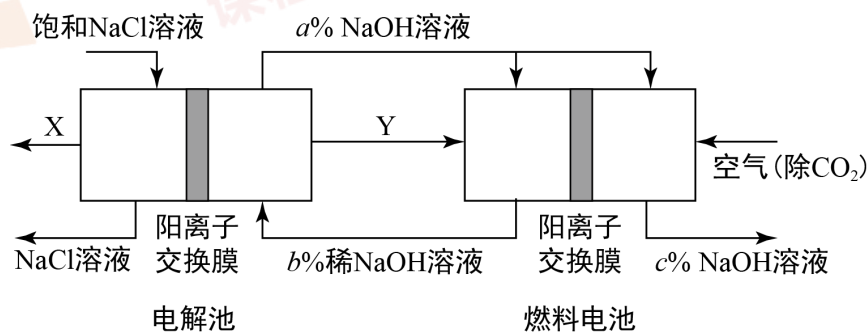 饱和NaCl溶液
a% NaOH溶液
X
Y
空气(除CO₂)
阳离子
交换膜
阳离子
交换膜
NaCl溶液
b%稀NaOH溶液
c% NaOH溶液
电解池
燃料电池